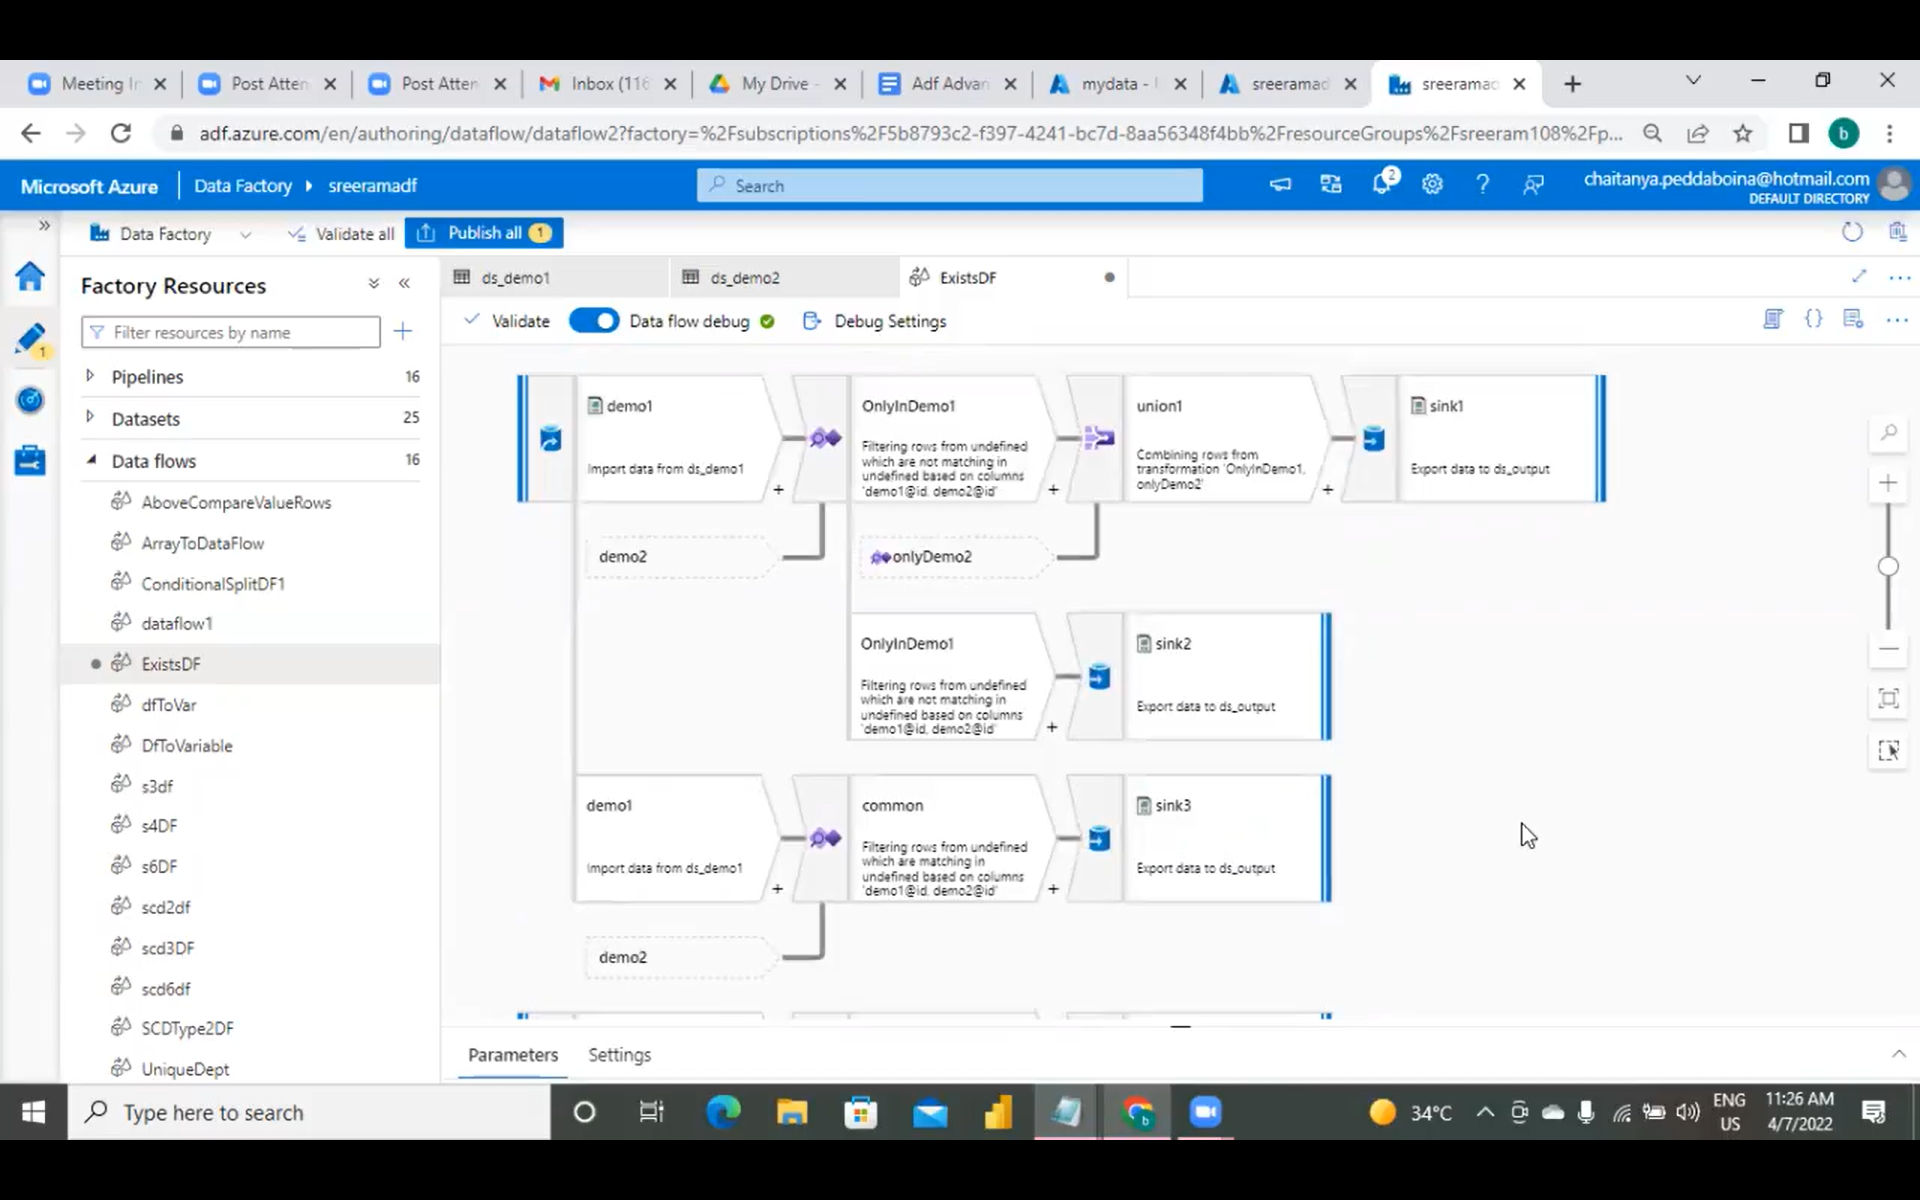 Meeting In
Post Atten
Post Atten
Inbox (116
My Drive -
Adf Advan
mydata -
sreeramad
sreeramac
adf.azure.com/en/authoring/dataflow/dataflow2?factory=%2Fsubscriptions%2F5b8793c2-f397-4241-bc7d-8aa56348f4bb%2FresourceGroups%2Fsreeram108%2Fp...
b
Microsoft Azure
Data Factory
sreeramadf
Search
2
chaitanya.peddaboina@hotmail.com
DEFAULT DIRECTORY
Data Factory
Validate all
Publish all
1
Factory Resources
ds_demo1
ds_demo2
ExistsDF
Filter resources by name
Validate
Data flow debug
Debug Settings
1
Pipelines
16
Datasets
25
Data flows
16
AboveCompareValueRows
ArrayToDataFlow
ConditionalSplitDF1
dataflow1
ExistsDF
dfToVar
DfToVariable
s3df
s4DF
s6DF
scd2df
scd3DF
scd6df
SCDType2DF
UniqueDept
demo1
Import data from ds_demo1
+
OnlyInDemo1
Filtering rows from undefined
which are not matching in
undefined based on columns
'demo1@id, demo2@id'
+
union1
Combining rows from
transformation 'OnlyInDemo1,
onlyDemo2'
+
sink1
Export data to ds_output
demo2
onlyDemo2
OnlyInDemo1
Filtering rows from undefined
which are not matching in
undefined based on columns
'demo1@id, demo2@id'
+
sink2
Export data to ds_output
demo1
Import data from ds_demo1
+
common
Filtering rows from undefined
which are matching in
undefined based on columns
'demo1@id, demo2@id'
+
sink3
Export data to ds_output
demo2
Parameters
Settings
Type here to search
b
34°C
ENG
US
11:26 AM
4/7/2022